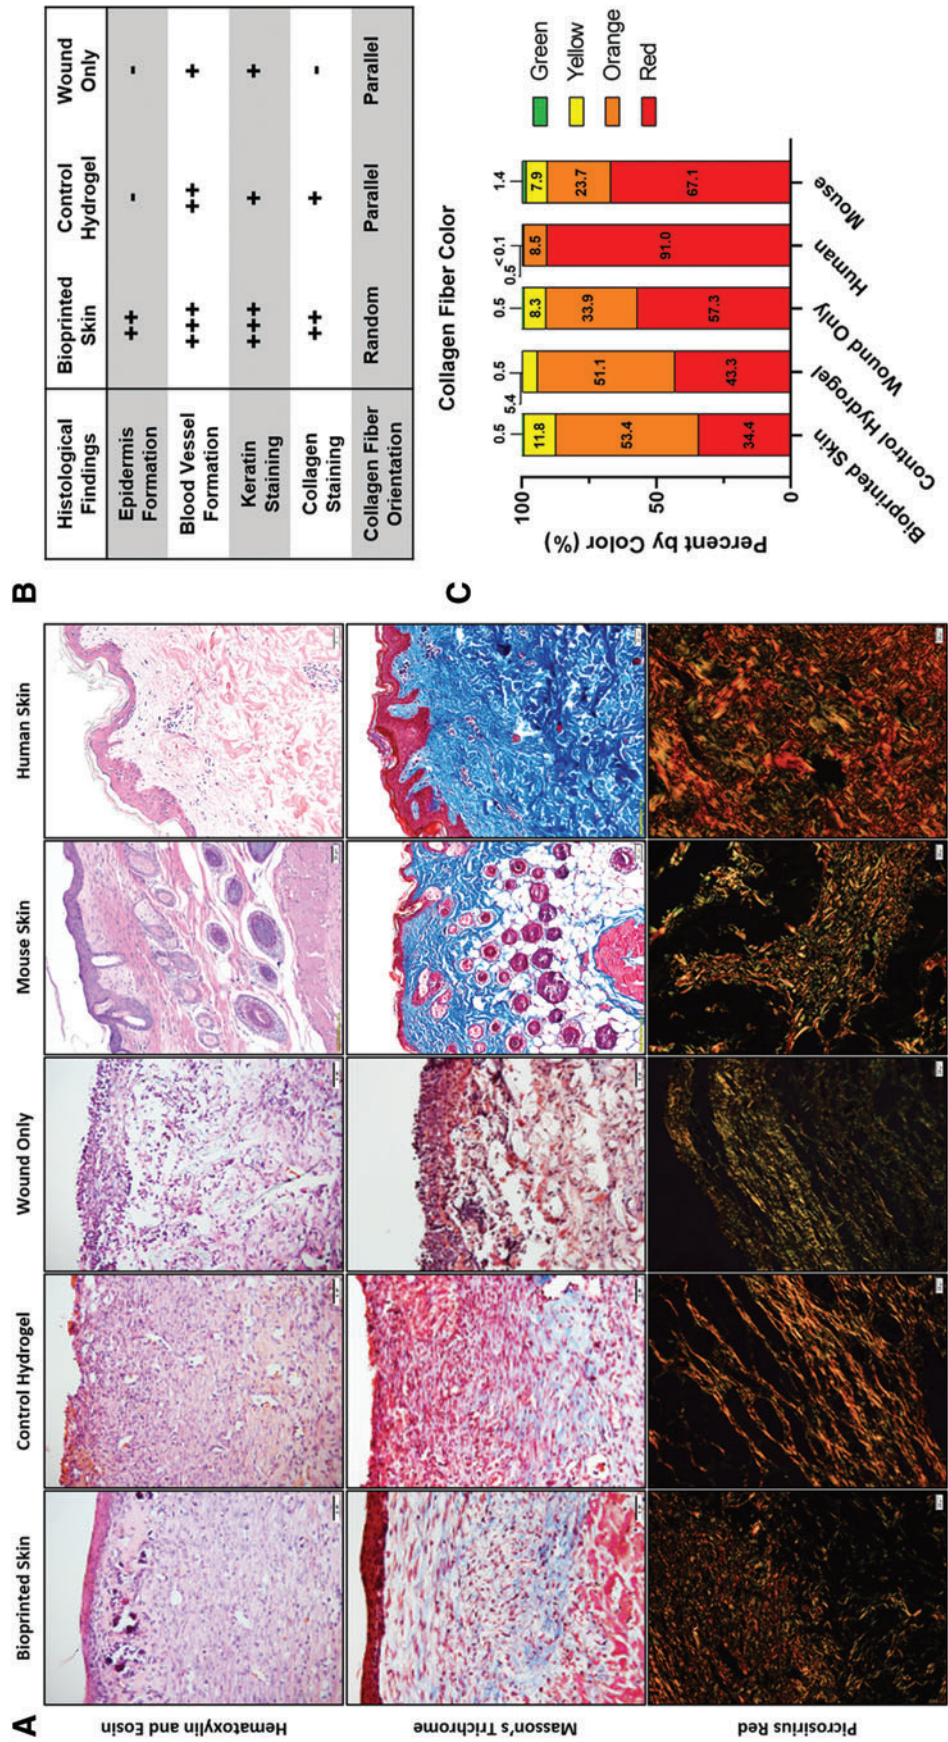 A
Bioprinted Skin
Control Hydrogel
Wound Only
Mouse Skin
Human Skin
Hematoxylin and Eosin
Masson's Trichrome
Picrosirius Red
B
Histological
Findings
Bioprinted
Skin
Control
Hydrogel
Wound
Only
Epidermis
Formation
++
-
-
Blood Vessel
Formation
+++
++
+
Keratin
Staining
+++
+
+
Collagen
Staining
++
+
-
Collagen Fiber
Orientation
Random
Parallel
Parallel
C
Collagen Fiber Color
Percent by Color (%)
100
50
0
0.5
11.8
53.4
34.4
5.4
0.5
51.1
43.3
0.5
8.3
33.9
57.3
0.5
<0.1
8.5
91.0
1.4
7.9
23.7
67.1
Bioprinted Skin
Control Hydrogel
Wound Only
Human
Mouse
Green
Yellow
Orange
Red